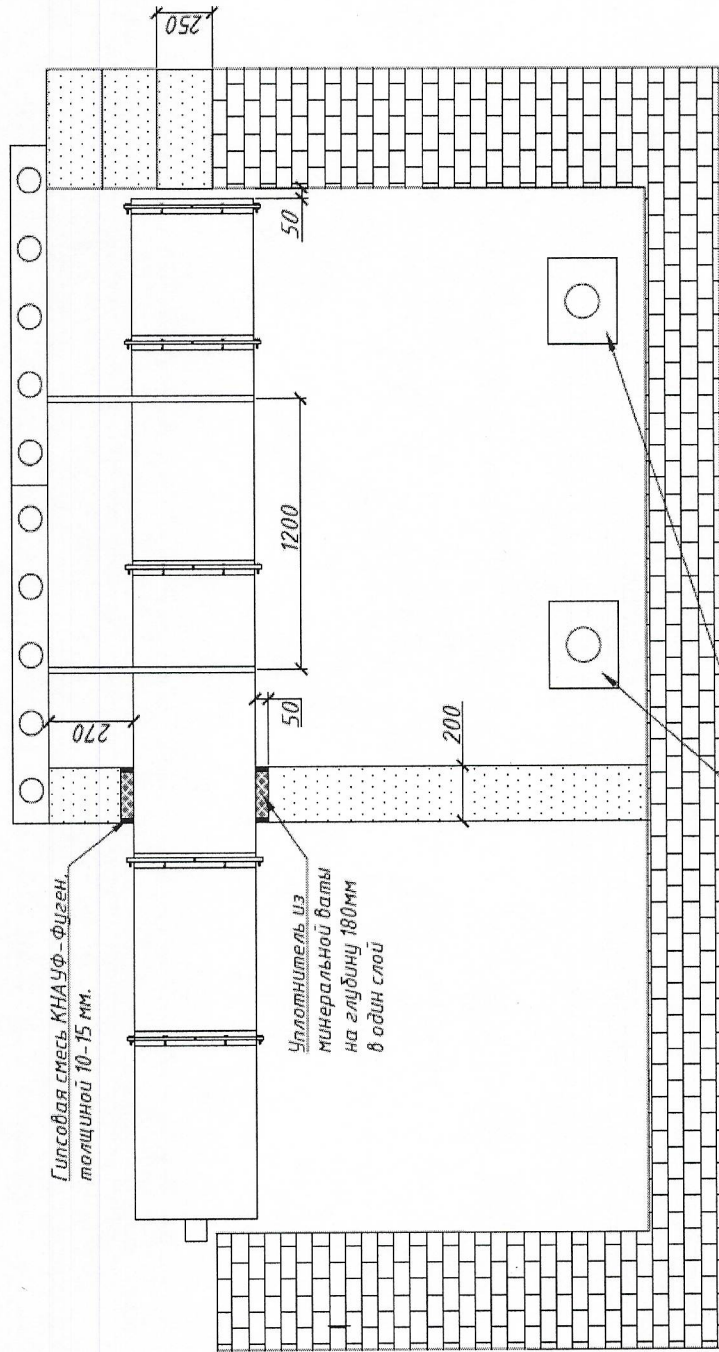 Гипсовая смесь КНАУФ-Фуген,
толщиной 10-15 мм.
Уплотнитель из
минеральной ваты
на глубину 180мм
в один слой
270
50
200
1200
50
250